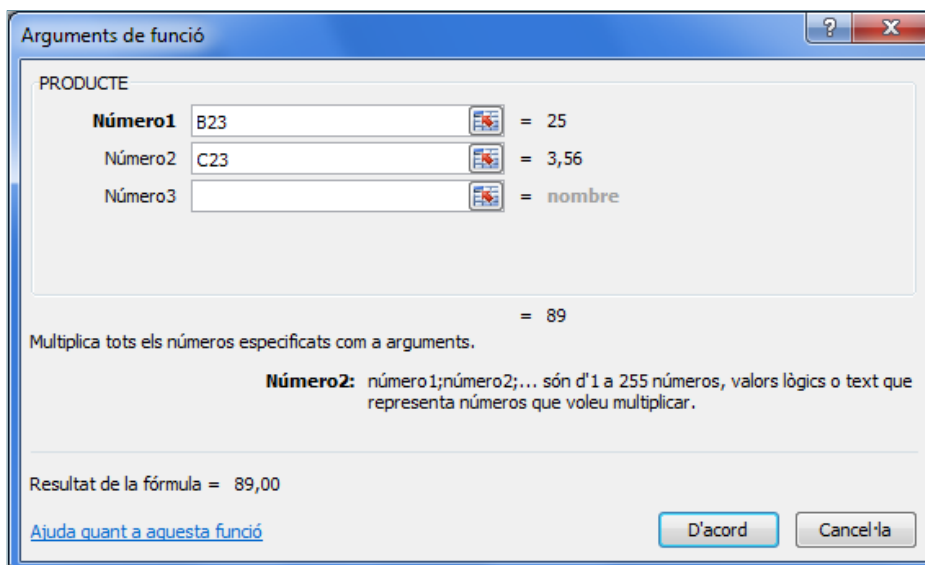 Arguments de funció
PRODUCTE
Número1 B23 = 25
Número2 C23 = 3,56
Número3 = nombre
= 89
Multiplica tots els números especificats com a arguments.
Número2: número1;número2;... són d'1 a 255 números, valors lògics o text que
representa números que voleu multiplicar.
Resultat de la fórmula = 89,00
Ajuda quant a aquesta funció D'acord Cancel·la